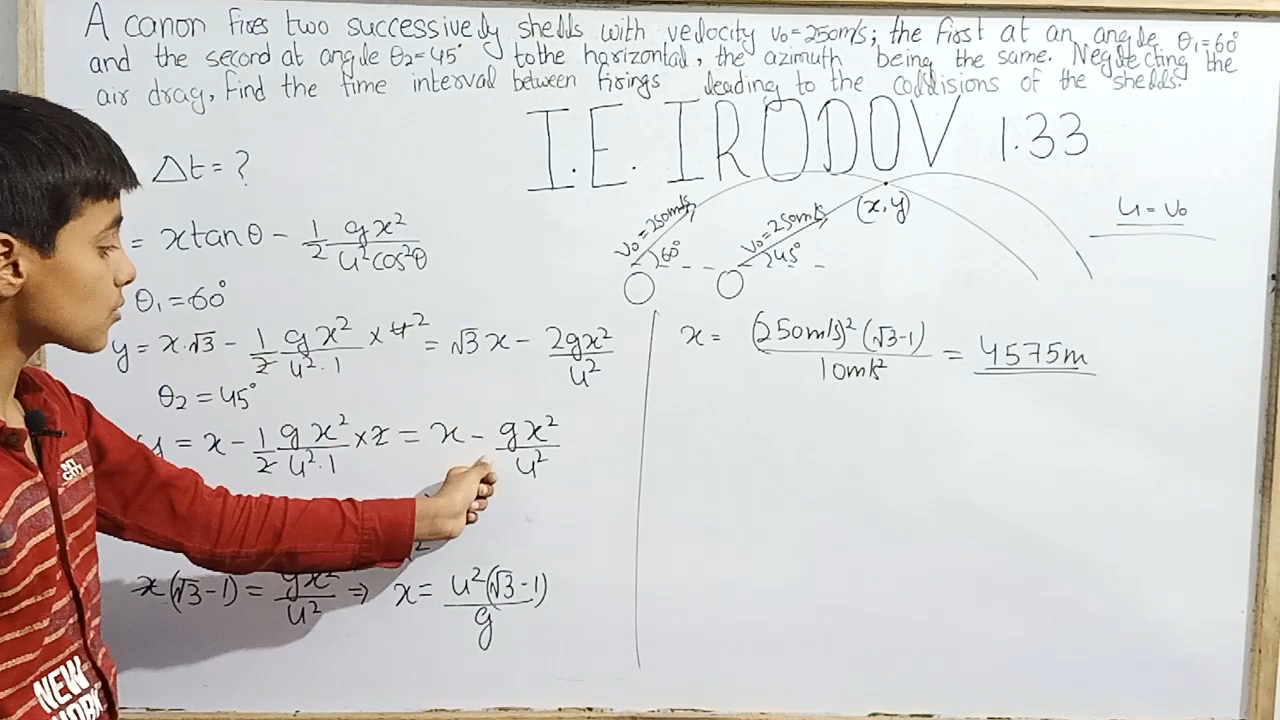 A canon fires two successively shells with velocity v₀=250m/s; the first at an angle θ₁=60°
and the second at angle θ₂=45° to the harizontal, the azimuth being the same. Neglecting the
air drag, Find the time interval between firings leading to the collisions of the shells.
I.E. IRODOV 1.33
Δt = ?
v₀=250m/s
60°
v₀=250m/s
45°
(x,y)
u = v₀
= x tan θ - 1/2 gx²/u²cos²θ
θ₁ = 60°
y = x·√3 - 1/2 gx²/u²·1 × 4² = √3x - 2gx²/u²
θ₂ = 45°
y = x - 1/2 gx²/u²·1 × 2 = x - gx²/u²
x(√3-1) = gx²/u² ⇒ x = u²(√3-1)/g
x = (250m/s)²(√3-1)/10m/s² = 4575m
NEW
YORK